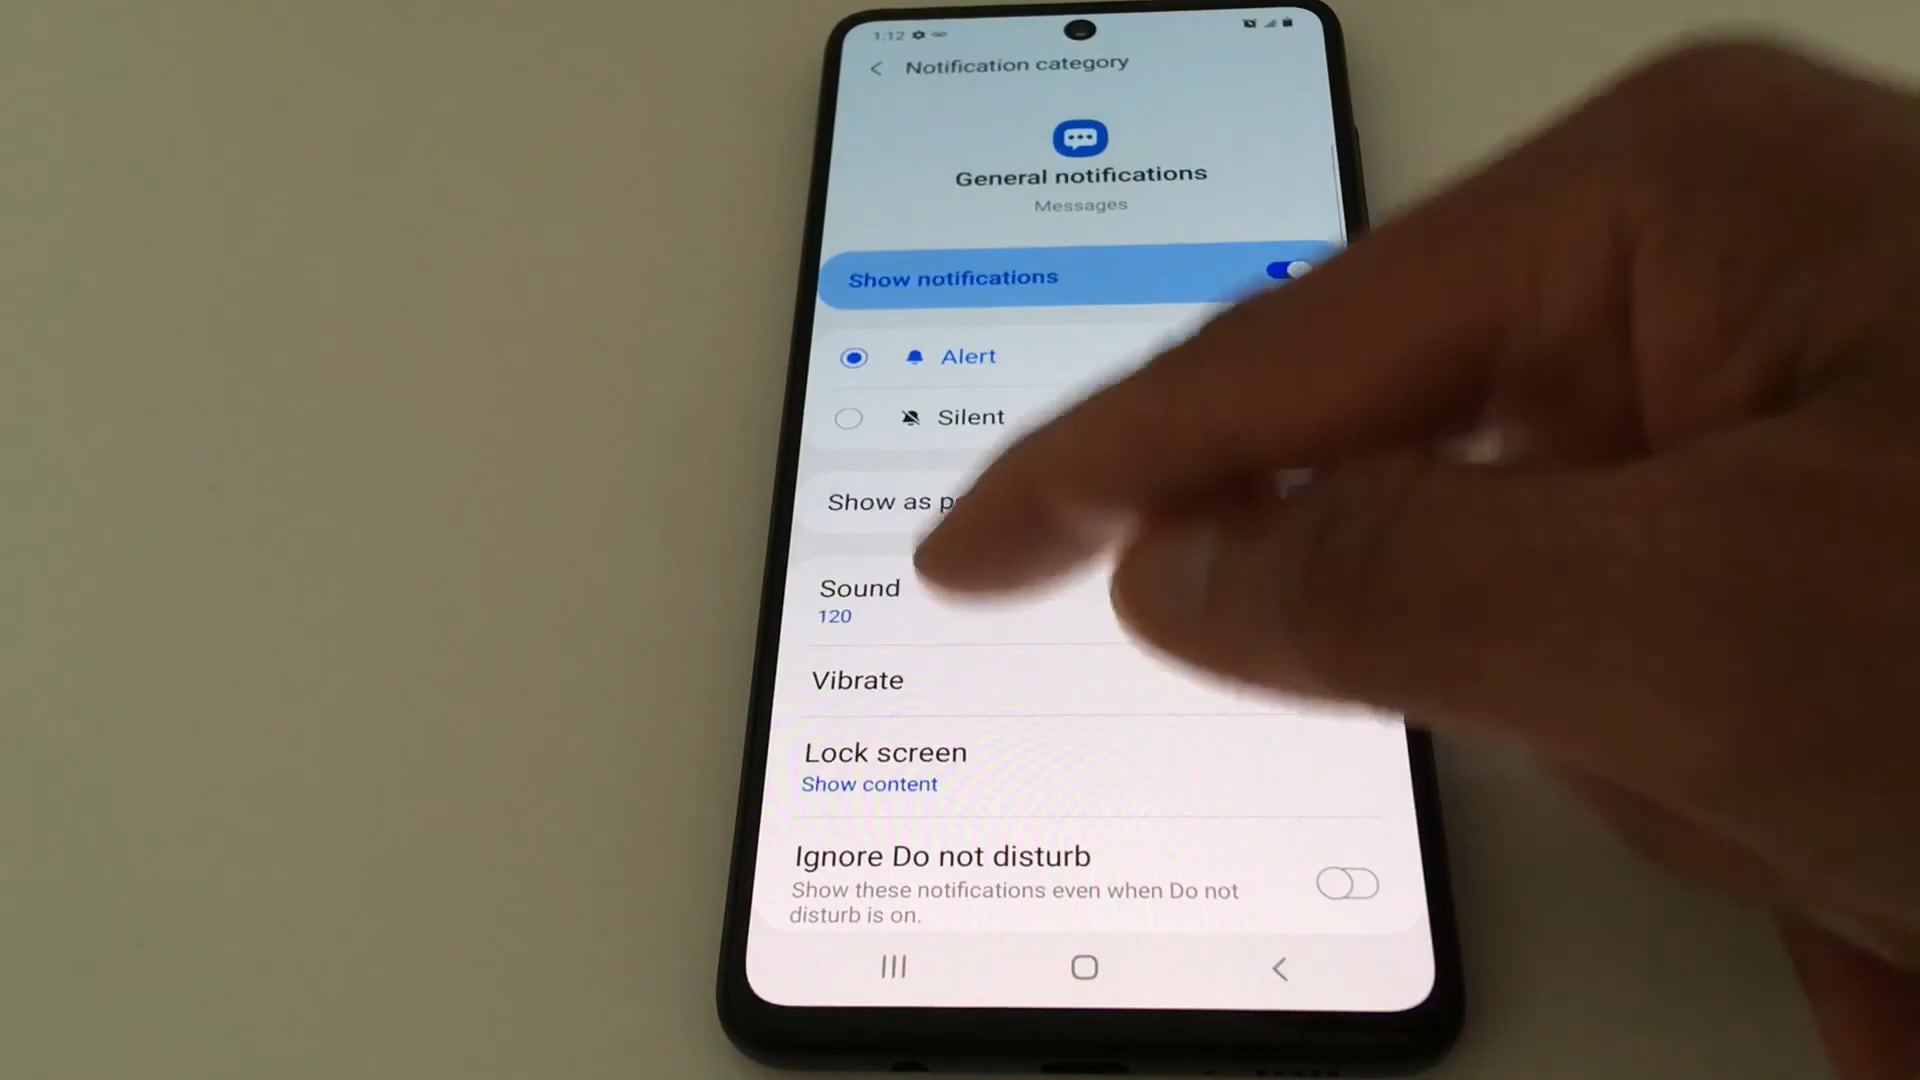 1:12
Notification category
General notifications
Messages
Show notifications
Alert
Silent
Show as
Sound
120
Vibrate
Lock screen
Show content
Ignore Do not disturb
Show these notifications even when Do not
disturb is on.